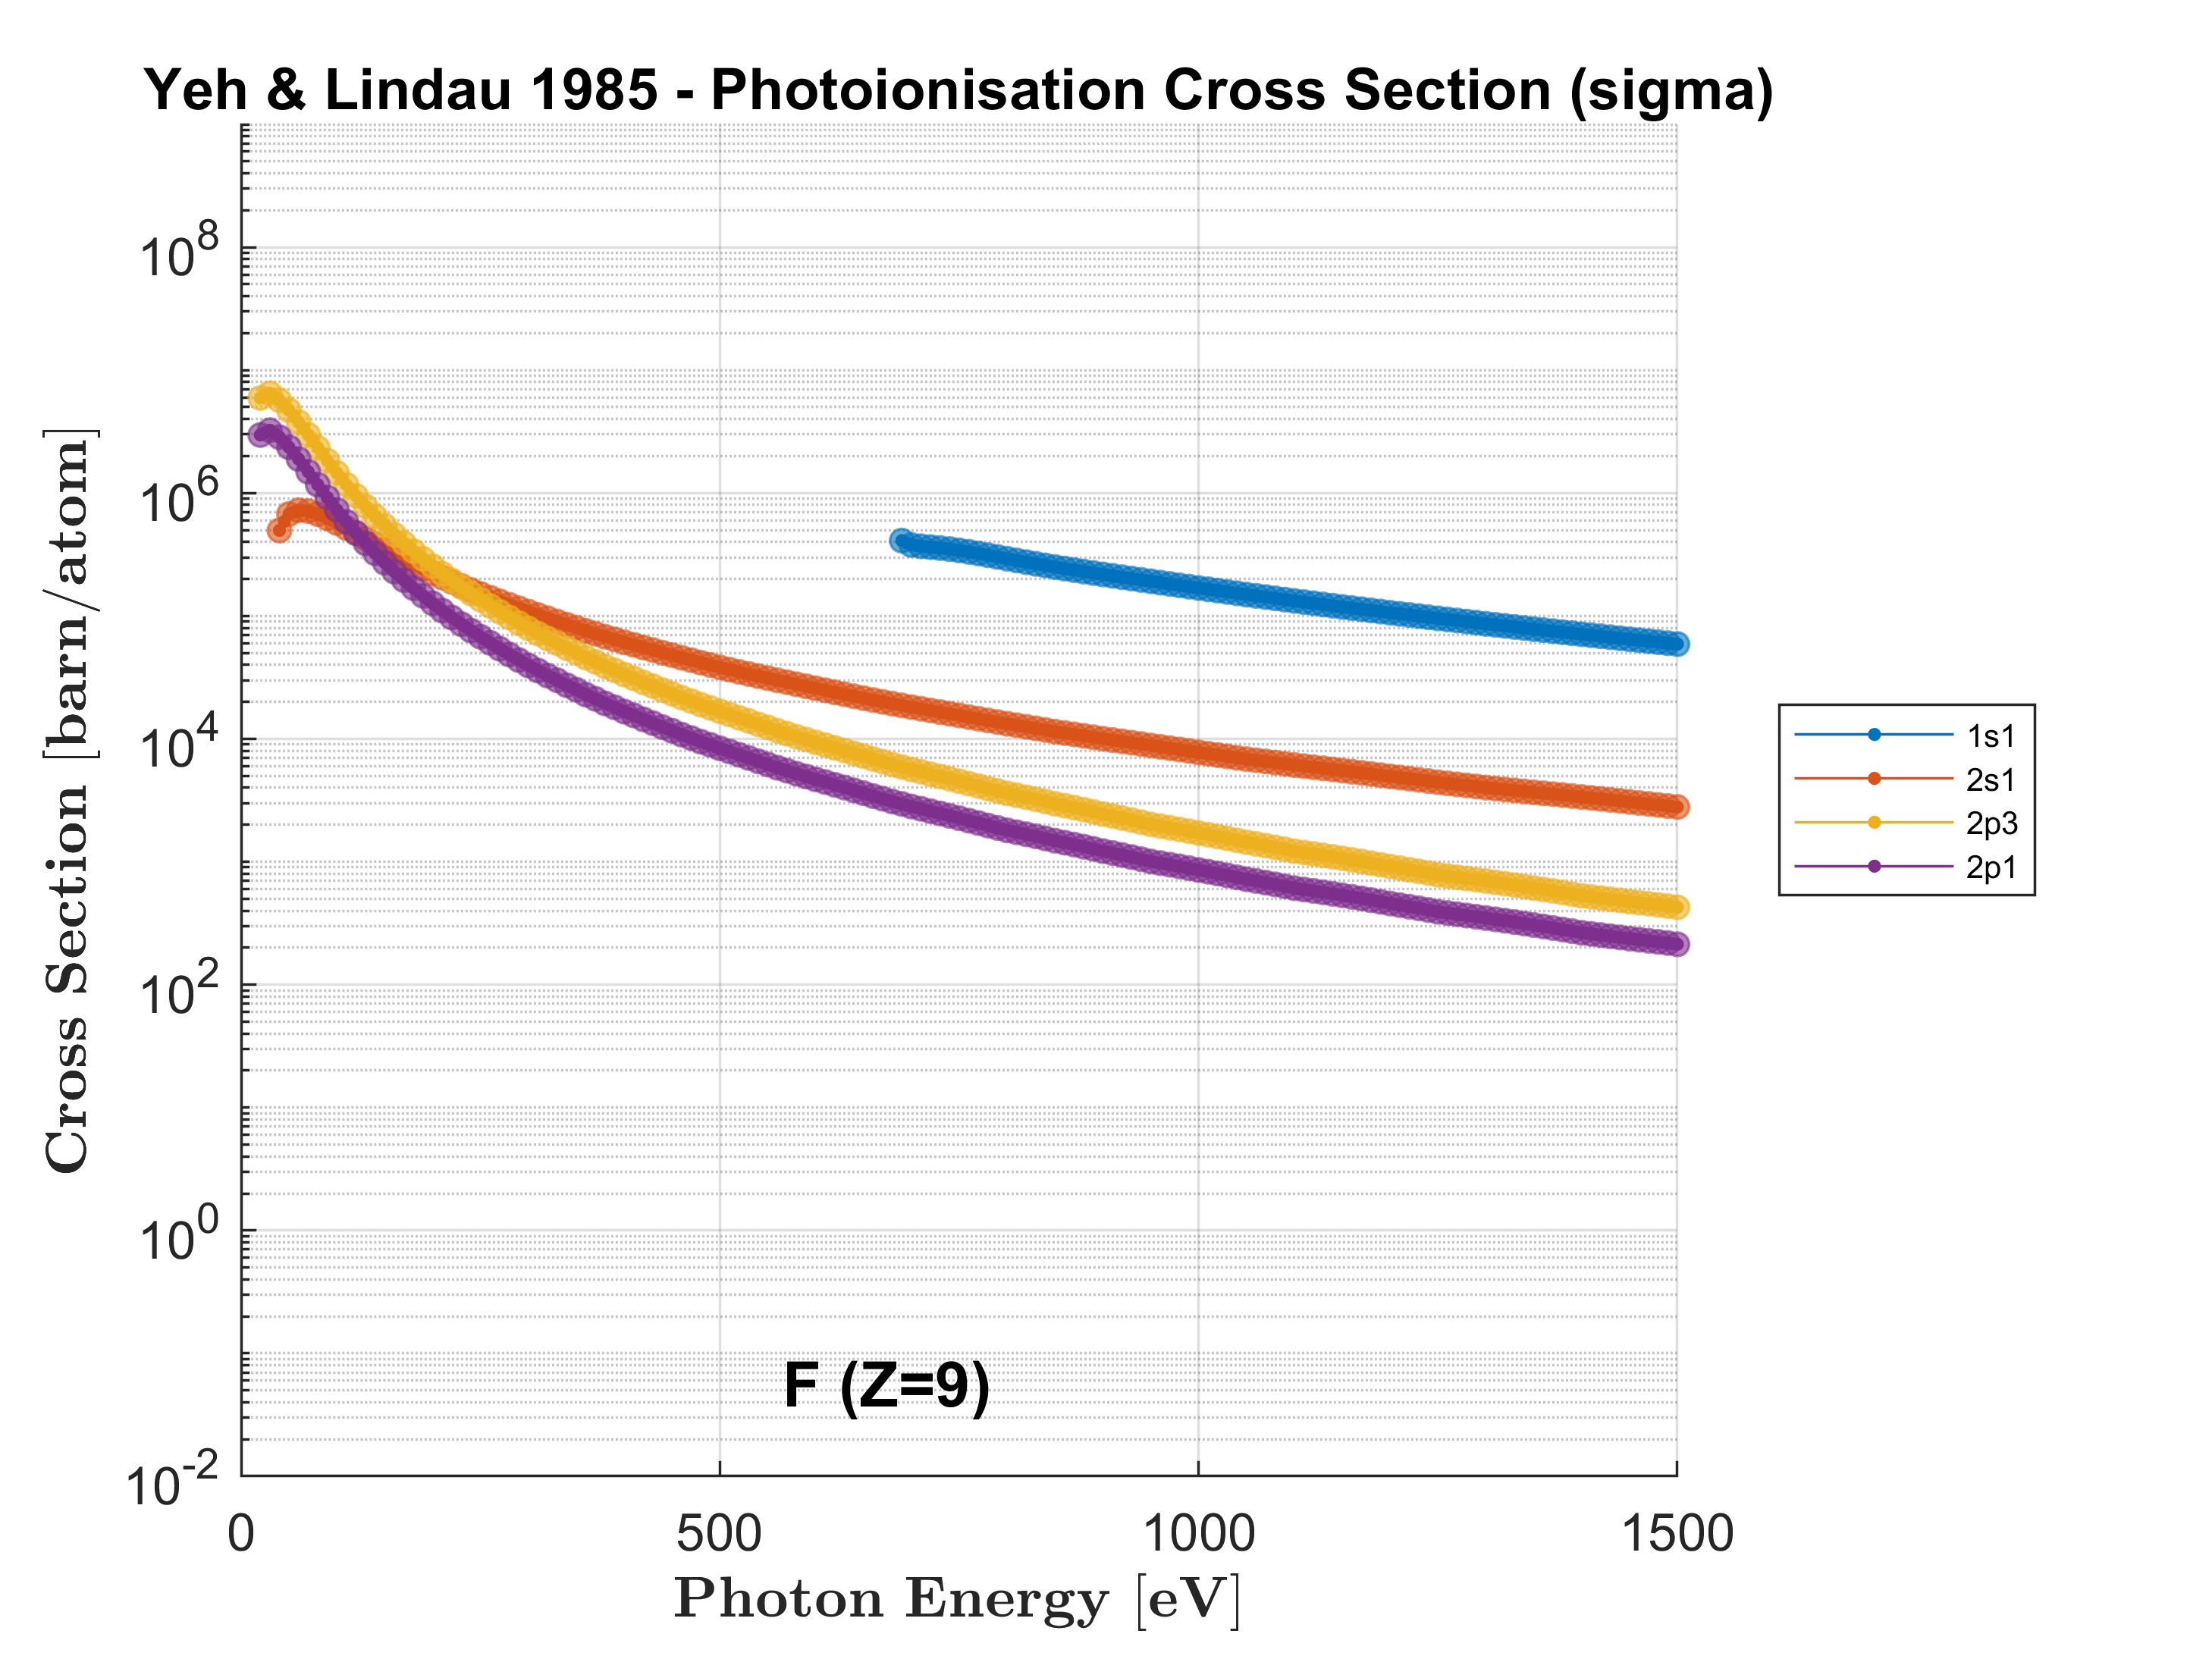 Yeh & Lindau 1985 - Photoionisation Cross Section (sigma)
Cross Section [barn/atom]
10^8
10^6
10^4
10^2
10^0
10^-2
0 500 1000 1500
Photon Energy [eV]
F (Z=9)
1s1
2s1
2p3
2p1